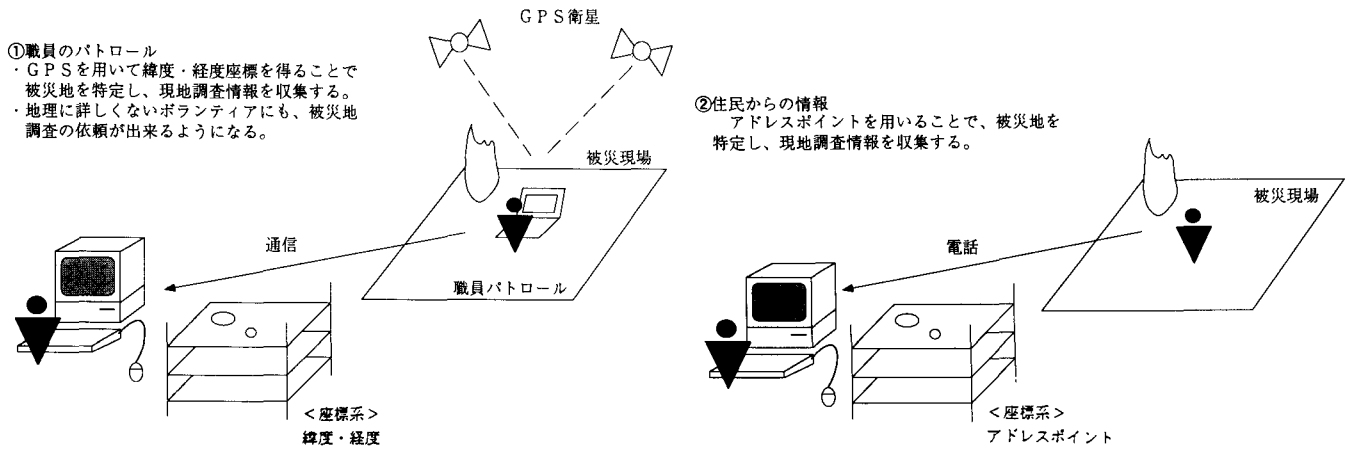 GPS衛星
①職員のパトロール
・GPSを用いて緯度・経度座標を得ることで
被災地を特定し、現地調査情報を収集する。
・地理に詳しくないボランティアにも、被災地
調査の依頼が出来るようになる。
被災現場
通信
職員パトロール
<座標系>
緯度・経度
②住民からの情報
アドレスポイントを用いることで、被災地を
特定し、現地調査情報を収集する。
被災現場
電話
<座標系>
アドレスポイント